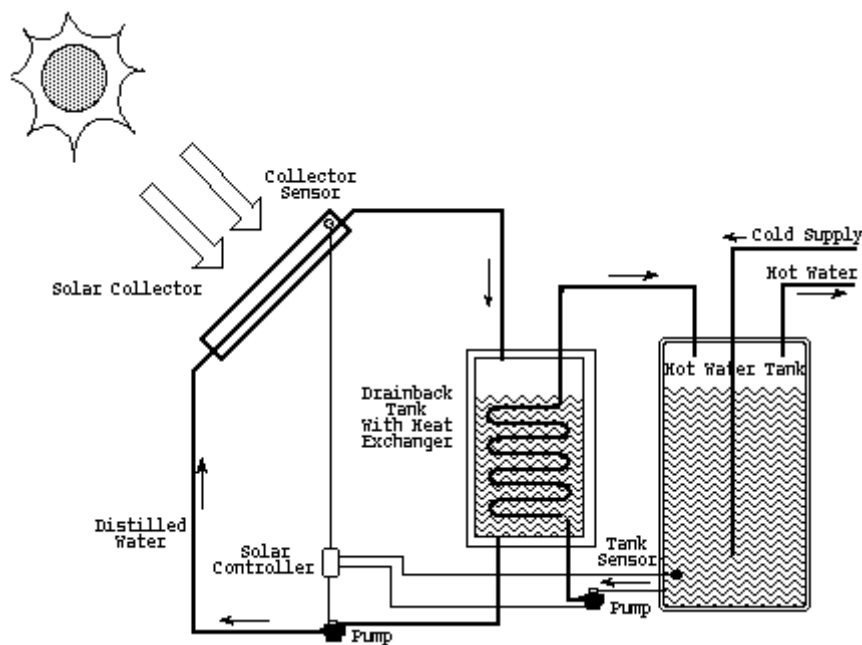 Collector
Sensor
Cold Supply
Hot Water
Solar Collector
Hot Water Tank
Drainback
Tank
With Heat
Exchanger
Distilled
Water
Solar
Controller
Tank
Sensor
Pump
Pump